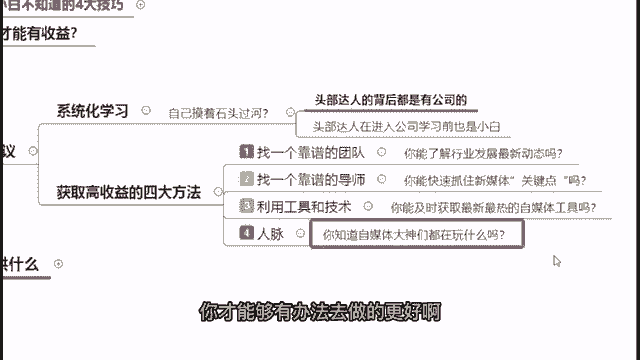 小白不知道的4大技巧
才能有收益?
系统化学习
自己摸着石头过河?
头部达人的背后都是有公司的
头部达人在进入公司学习前也是小白
议
获取高收益的四大方法
1 找一个靠谱的团队
你能了解行业发展最新动态吗?
2 找一个靠谱的导师
你能快速抓住新媒体“关键点“吗?
3 利用工具和技术
你能及时获取最新最热的自媒体工具吗?
4 人脉
你知道自媒体大神们都在玩什么吗?
供什么
你才能够有办法去做的更好啊